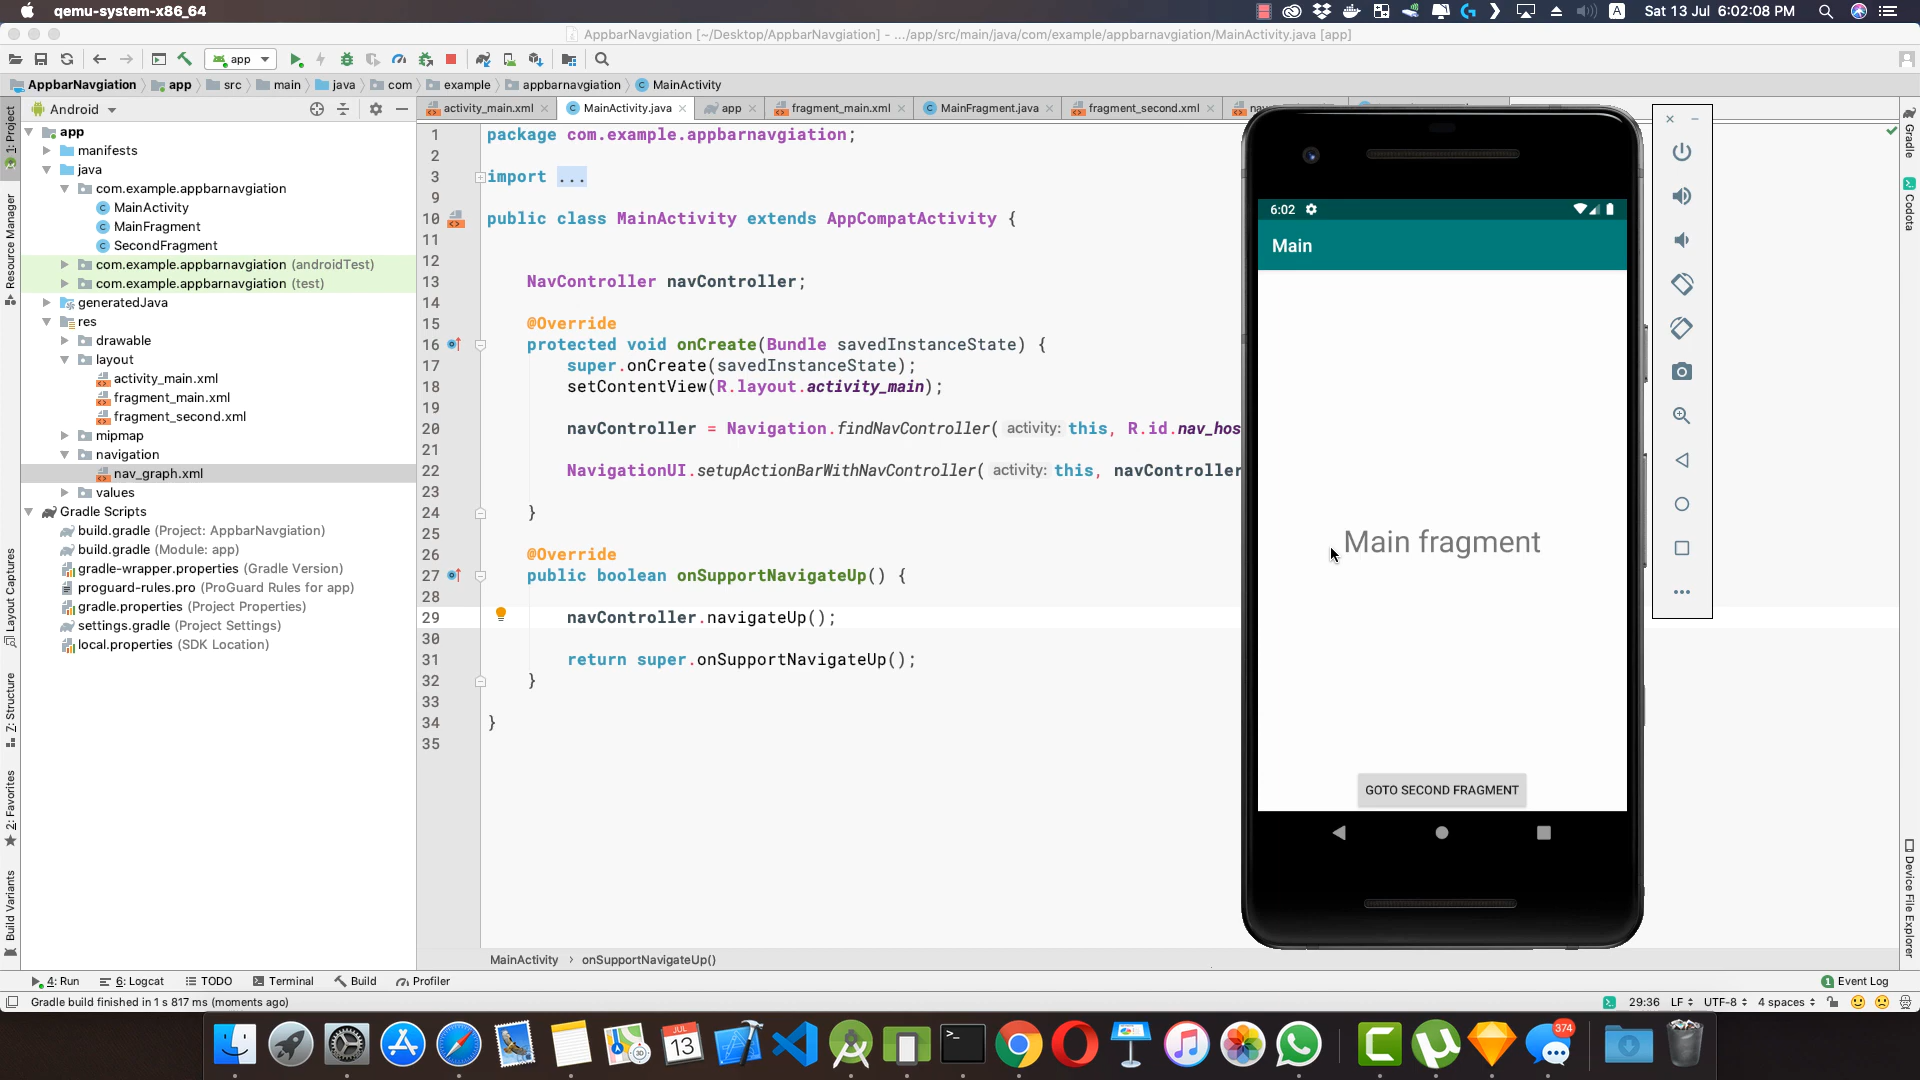 qemu-system-x86_64
Sat 13 Jul 6:02:08 PM
AppbarNavgiation [~/Desktop/AppbarNavgiation] - .../app/src/main/java/com/example/appbarnavgiation/MainActivity.java [app]
app
AppbarNavgiation app src main java com example appbarnavgiation MainActivity
Android
activity_main.xml MainActivity.java app fragment_main.xml MainFragment.java fragment_second.xml
1: Project
Resource Manager
Layout Captures
Z: Structure
2: Favorites
Build Variants
app
manifests
java
com.example.appbarnavgiation
MainActivity
MainFragment
SecondFragment
com.example.appbarnavgiation (androidTest)
com.example.appbarnavgiation (test)
generatedJava
res
drawable
layout
activity_main.xml
fragment_main.xml
fragment_second.xml
mipmap
navigation
nav_graph.xml
values
Gradle Scripts
build.gradle (Project: AppbarNavgiation)
build.gradle (Module: app)
gradle-wrapper.properties (Gradle Version)
proguard-rules.pro (ProGuard Rules for app)
gradle.properties (Project Properties)
settings.gradle (Project Settings)
local.properties (SDK Location)
1 package com.example.appbarnavgiation;
2
3 import ...
9
10 public class MainActivity extends AppCompatActivity {
11
12
13 NavController navController;
14
15 @Override
16 protected void onCreate(Bundle savedInstanceState) {
17 super.onCreate(savedInstanceState);
18 setContentView(R.layout.activity_main);
19
20 navController = Navigation.findNavController( activity: this, R.id.nav_hos
21
22 NavigationUI.setupActionBarWithNavController( activity: this, navController
23
24 }
25
26 @Override
27 public boolean onSupportNavigateUp() {
28
29 navController.navigateUp();
30
31 return super.onSupportNavigateUp();
32 }
33
34 }
35
6:02
Main
Main fragment
GOTO SECOND FRAGMENT
Gradle
Codota
Device File Explorer
MainActivity › onSupportNavigateUp()
4: Run 6: Logcat TODO Terminal Build Profiler
1 Event Log
Gradle build finished in 1 s 817 ms (moments ago)
29:36 LF UTF-8 4 spaces
JUL
13
374